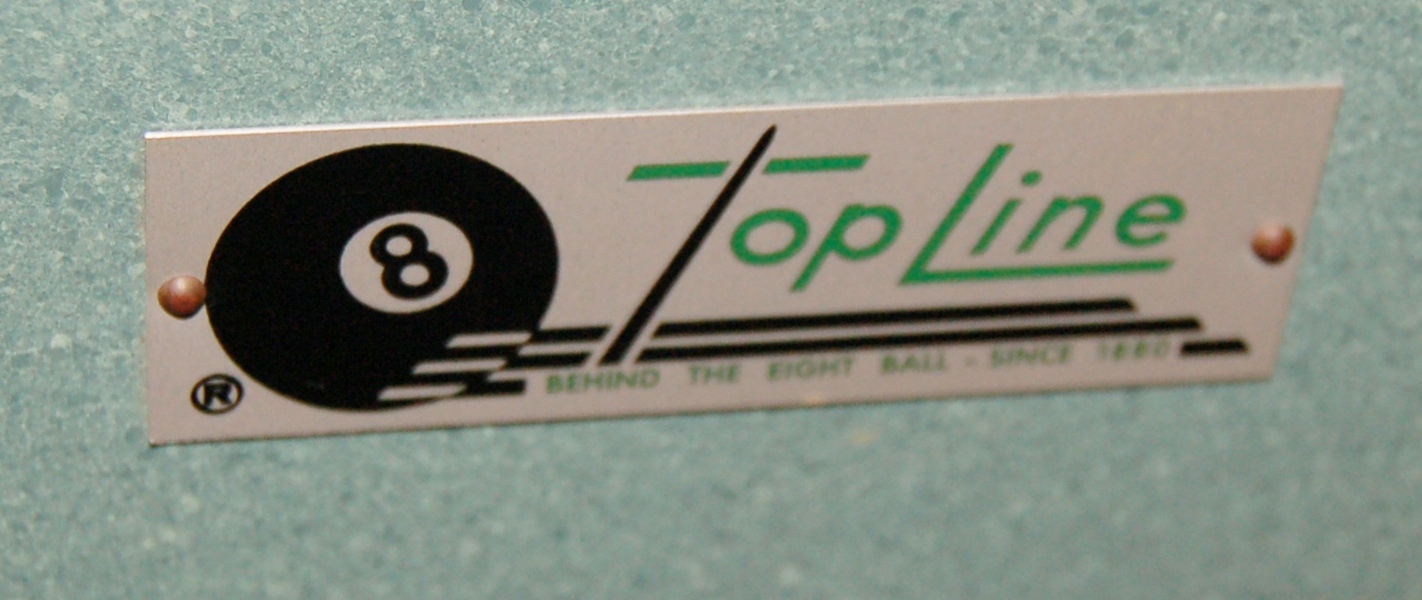 8
TopLine
BEHIND THE EIGHT BALL - SINCE 1880
®